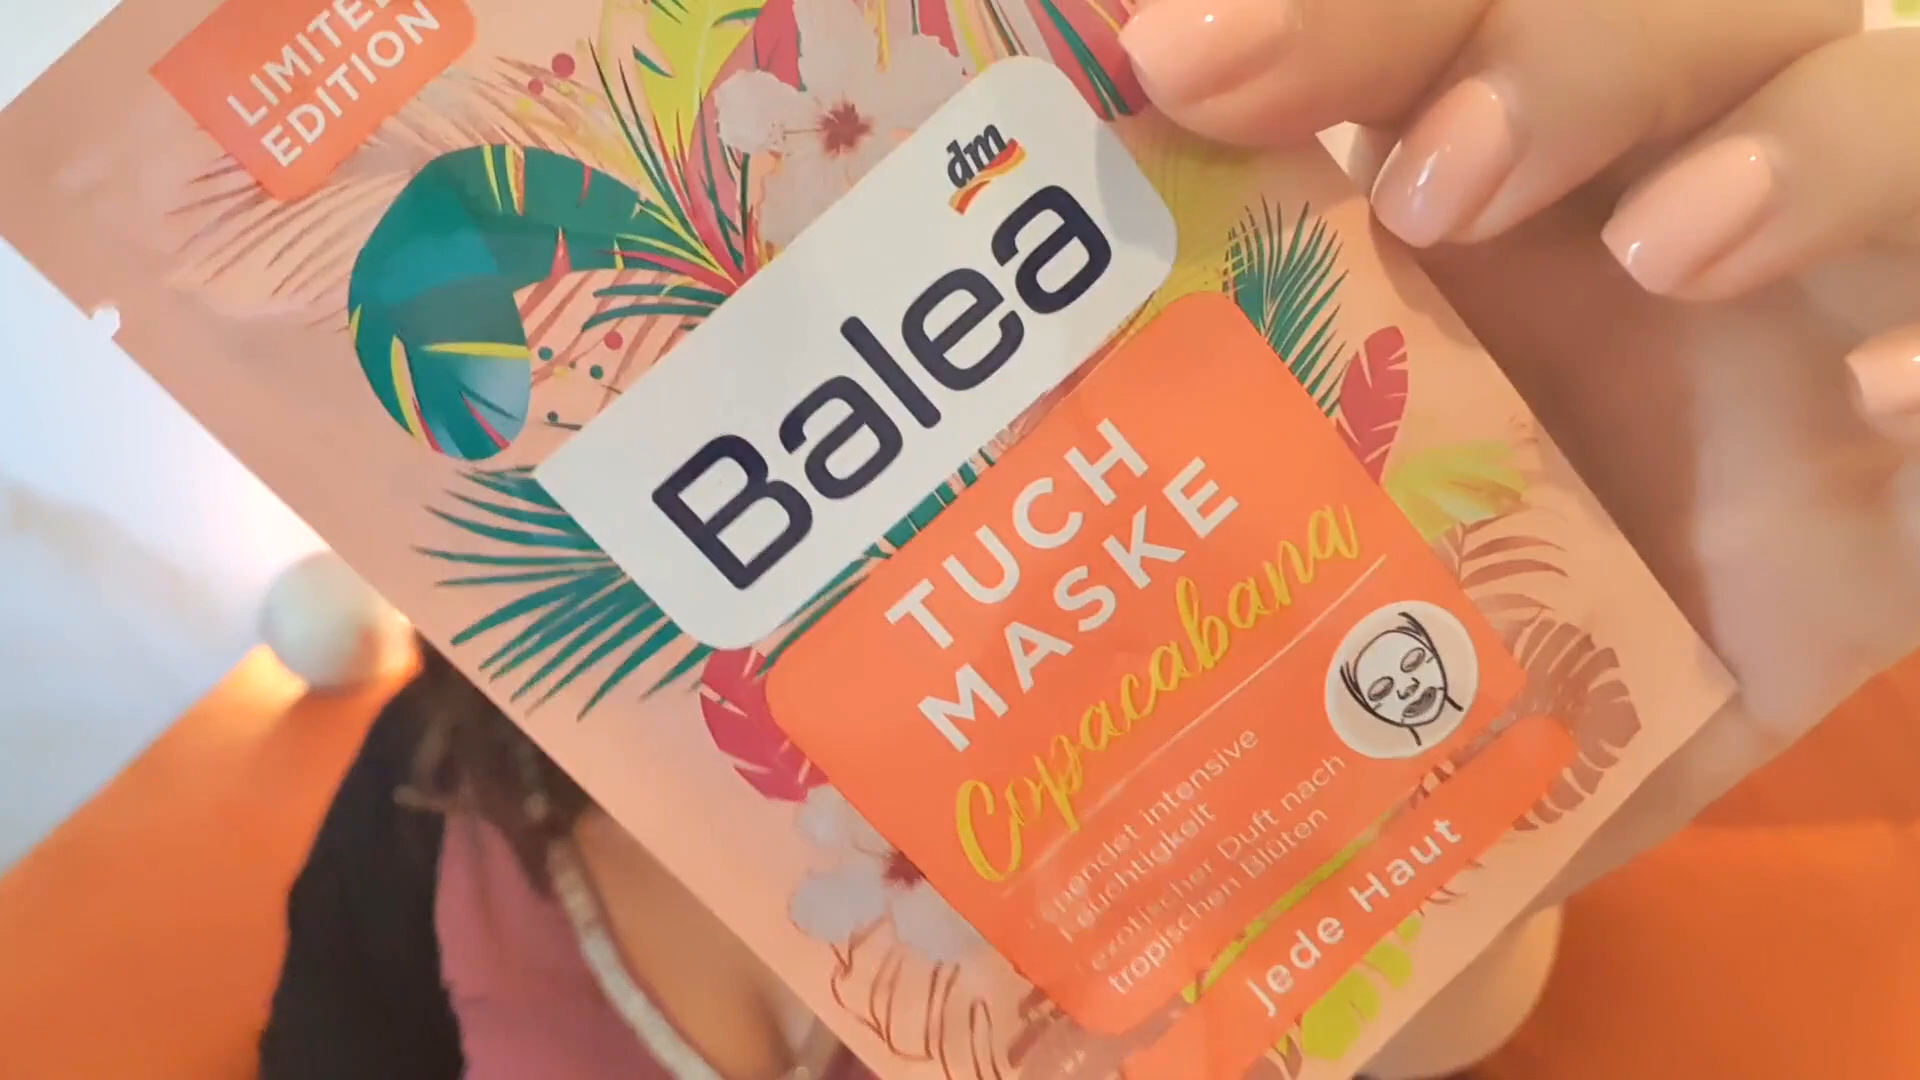 LIMITED
EDITION
dm
Balea
TUCH
MASKE
Copacabana
spendet intensive
Feuchtigkeit
exotischer Duft nach
tropischen Blüten
Jede Haut